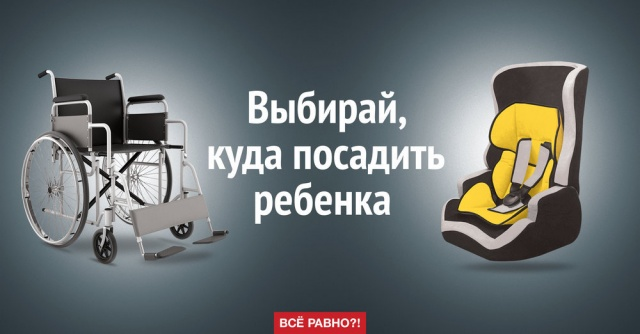 Выбирай,
куда посадить
ребенка
ВСЁ РАВНО?!